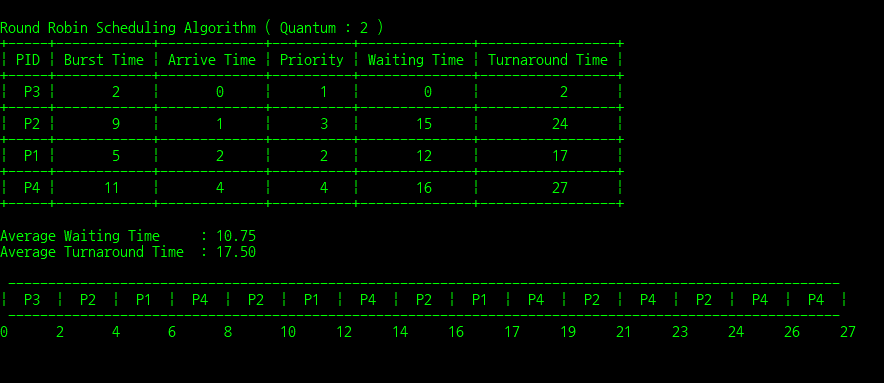 Round Robin Scheduling Algorithm ( Quantum : 2 )
+-----+------------+-------------+----------+--------------+-----------------+
¦ PID ¦ Burst Time ¦ Arrive Time ¦ Priority ¦ Waiting Time ¦ Turnaround Time ¦
+-----+------------+-------------+----------+--------------+-----------------+
¦  P3 ¦       2    ¦       0     ¦     1    ¦       0      ¦          2      ¦
+-----+------------+-------------+----------+--------------+-----------------+
¦  P2 ¦       9    ¦       1     ¦     3    ¦      15      ¦         24      ¦
+-----+------------+-------------+----------+--------------+-----------------+
¦  P1 ¦       5    ¦       2     ¦     2    ¦      12      ¦         17      ¦
+-----+------------+-------------+----------+--------------+-----------------+
¦  P4 ¦      11    ¦       4     ¦     4    ¦      16      ¦         27      ¦
+-----+------------+-------------+----------+--------------+-----------------+
Average Waiting Time     : 10.75
Average Turnaround Time  : 17.50
¦  P3  ¦  P2  ¦  P1  ¦  P4  ¦  P2  ¦  P1  ¦  P4  ¦  P2  ¦  P1  ¦  P4  ¦  P2  ¦  P4  ¦  P2  ¦  P4  ¦  P4  ¦
0      2      4      6      8      10     12     14     16     17     19     21     23     24     26     27